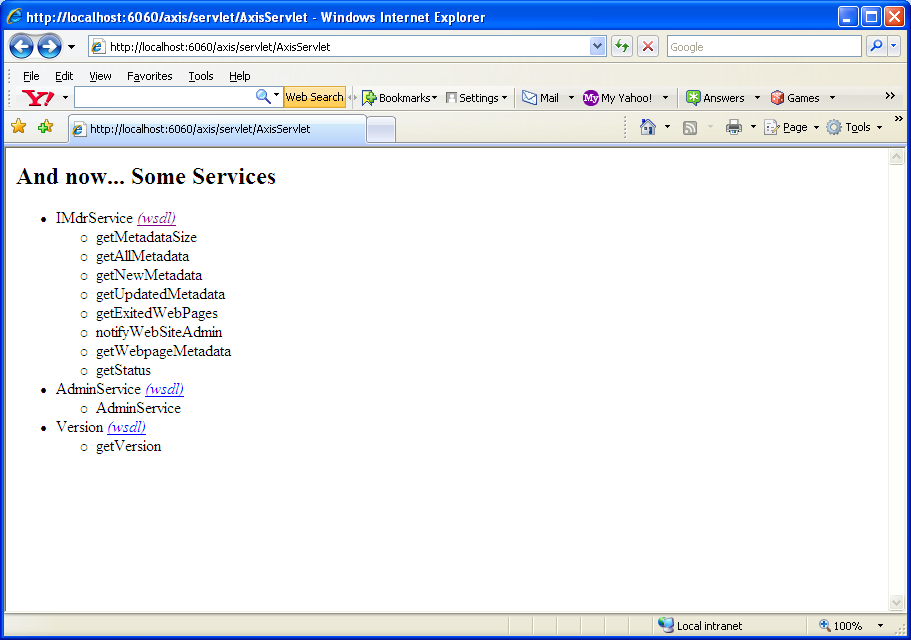 http://localhost:6060/axis/servlet/AxisServlet - Windows Internet Explorer
http://localhost:6060/axis/servlet/AxisServlet
Google
File Edit View Favorites Tools Help
Y! Web Search Bookmarks Settings Mail My My Yahoo! Answers Games
http://localhost:6060/axis/servlet/AxisServlet
Page Tools
And now... Some Services
IMdrService (wsdl)
getMetadataSize
getAllMetadata
getNewMetadata
getUpdatedMetadata
getExitedWebPages
notifyWebSiteAdmin
getWebpageMetadata
getStatus
AdminService (wsdl)
AdminService
Version (wsdl)
getVersion
Local intranet 100%